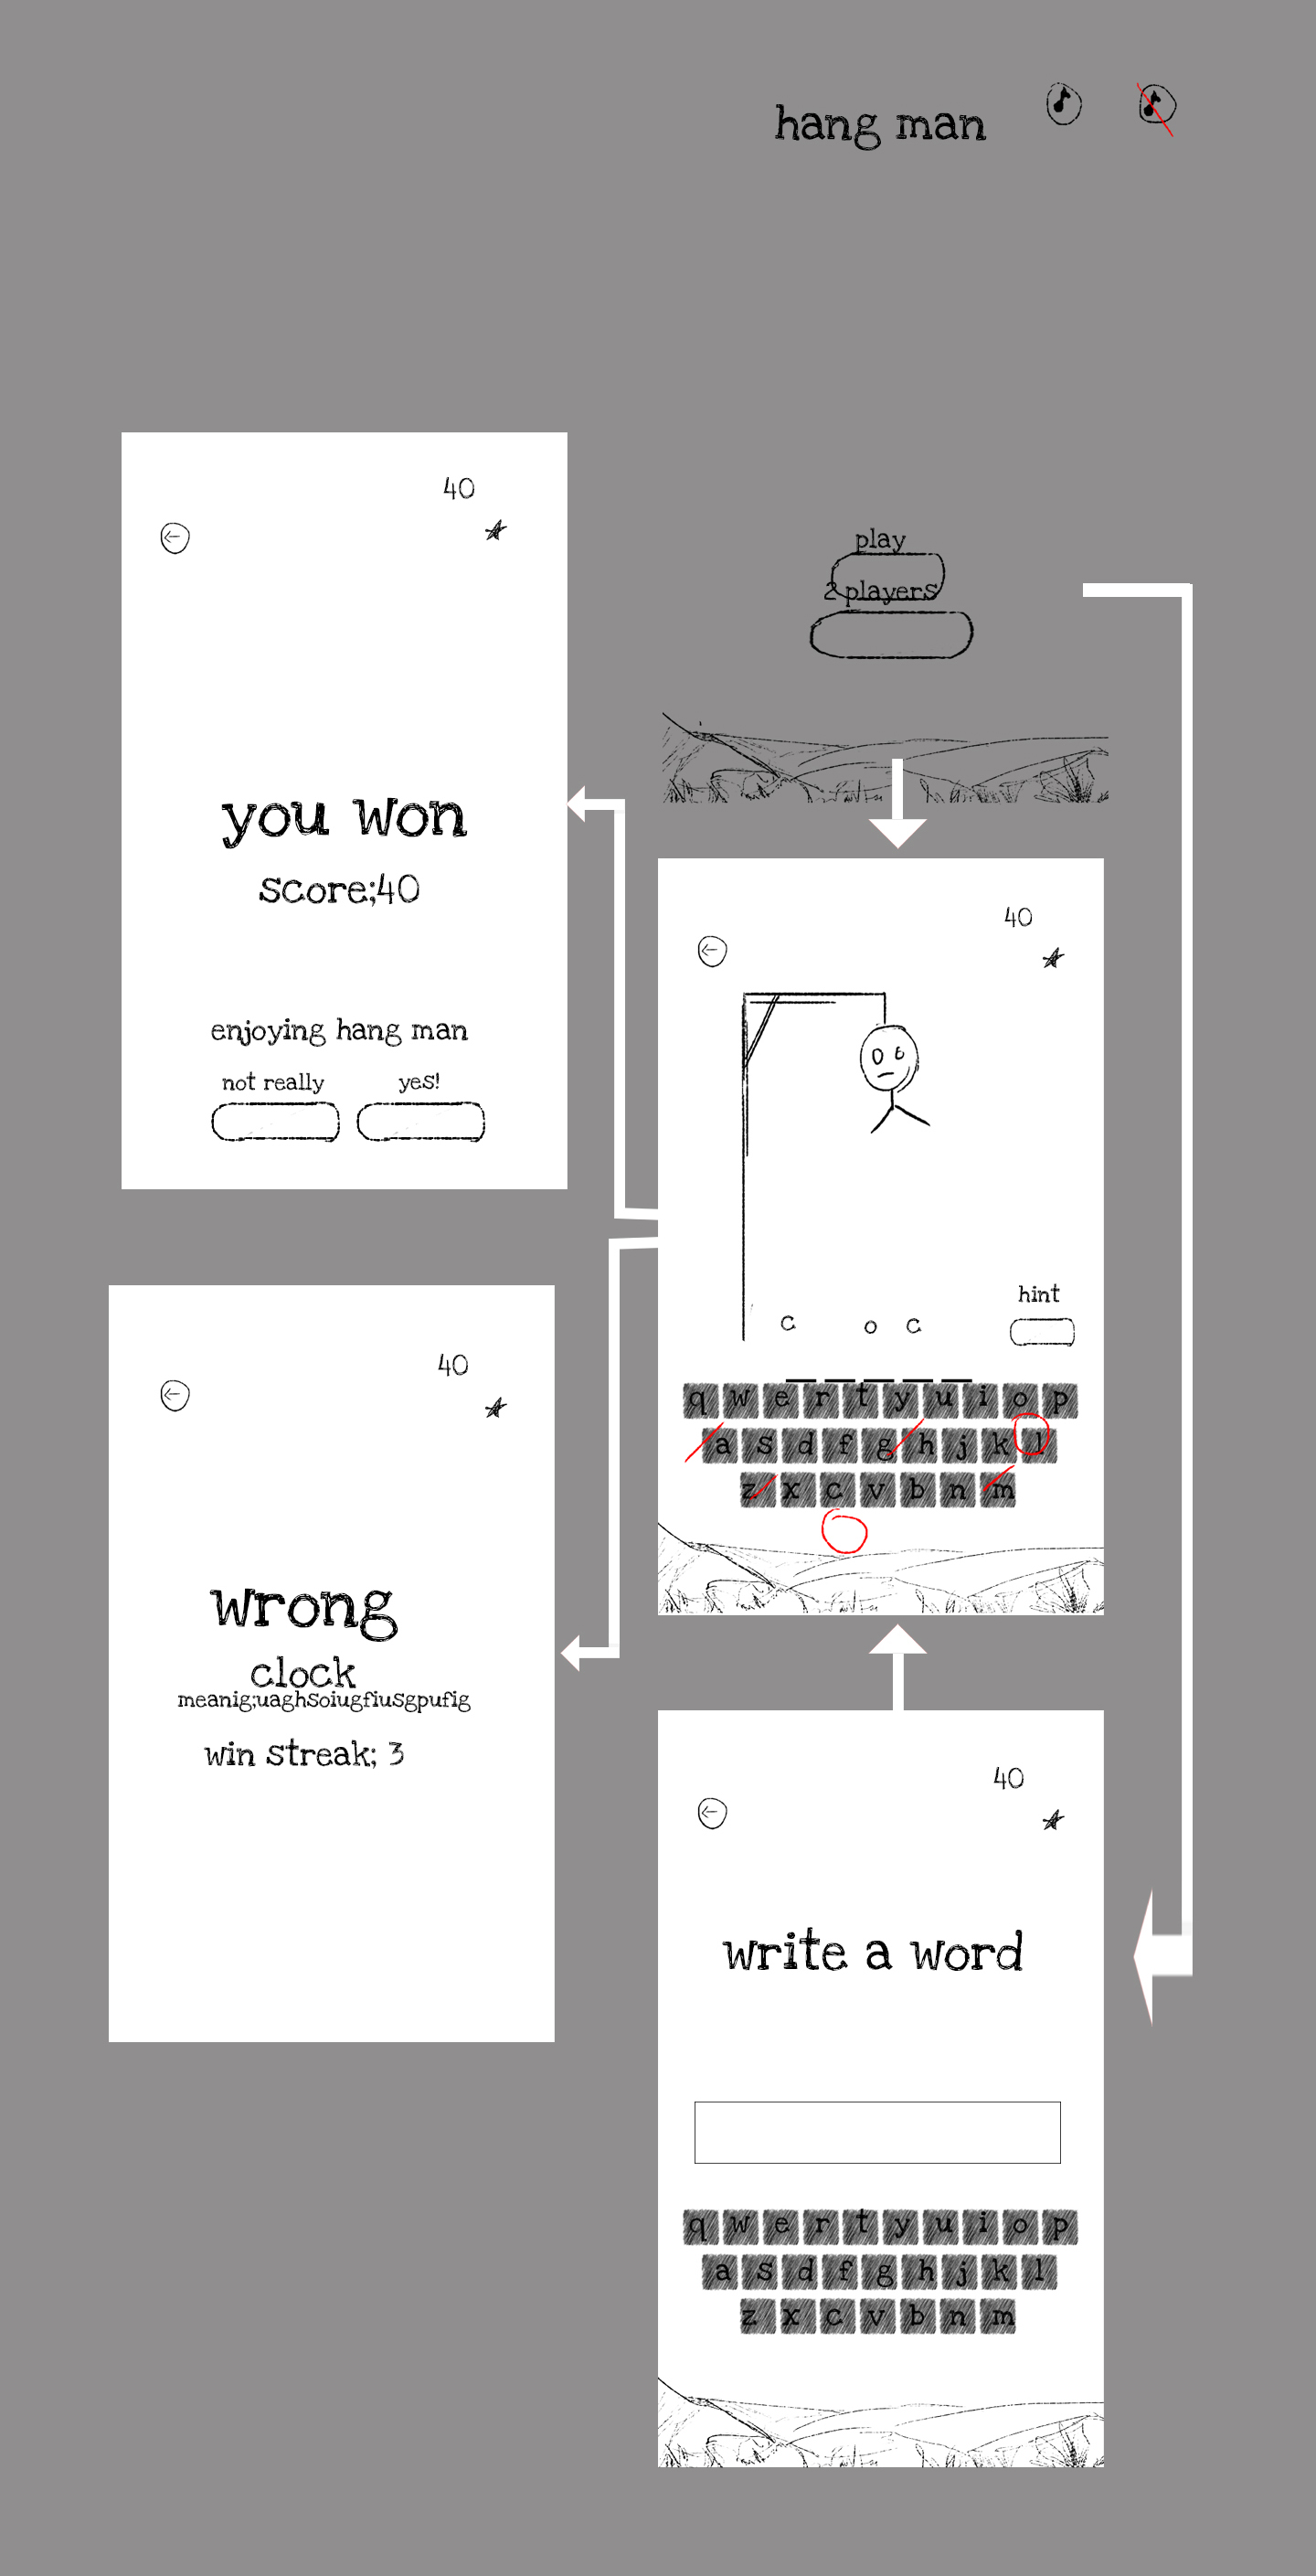 hang man
40
play
2 players
you won
score;40
enjoying hang man
not really yes!
40
hint
c o c
q w e r t y u i o p
a s d f g h j k l
z x c v b n m
40
wrong
clock
meanig;uaghsoiugfiusgpufig
win streak; 3
40
write a word
q w e r t y u i o p
a s d f g h j k l
z x c v b n m